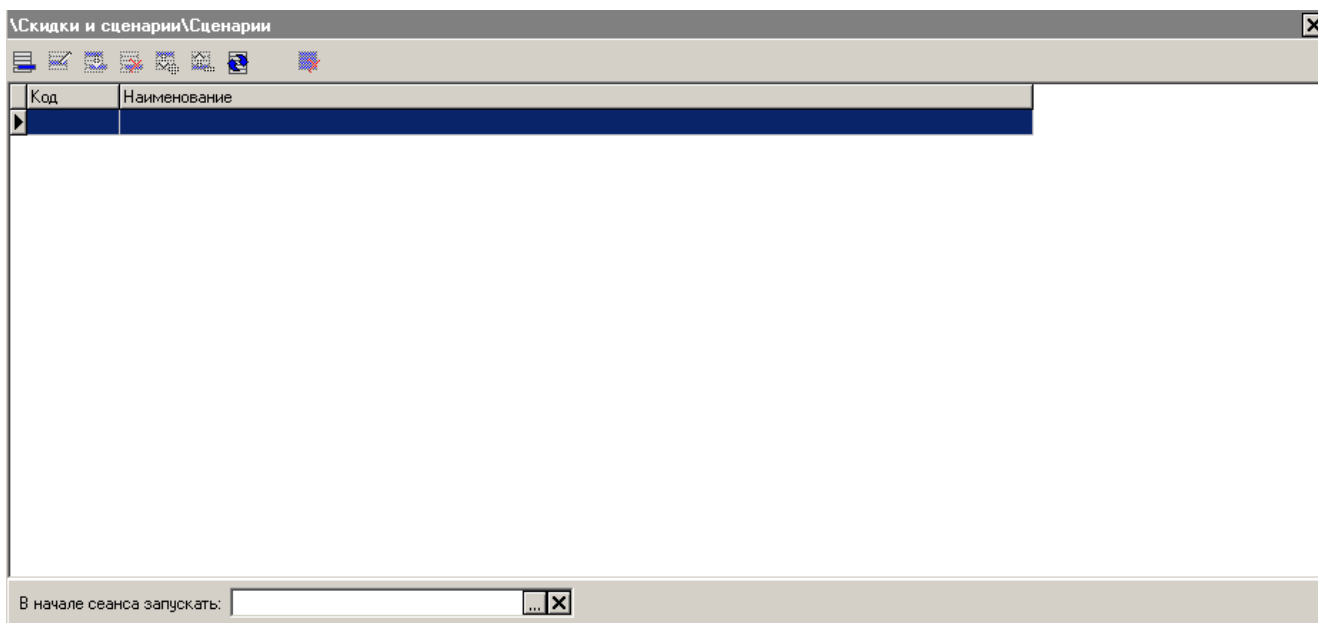 \Скидки и сценарии\Сценарии
Код Наименование
В начале сеанса запускать: ...